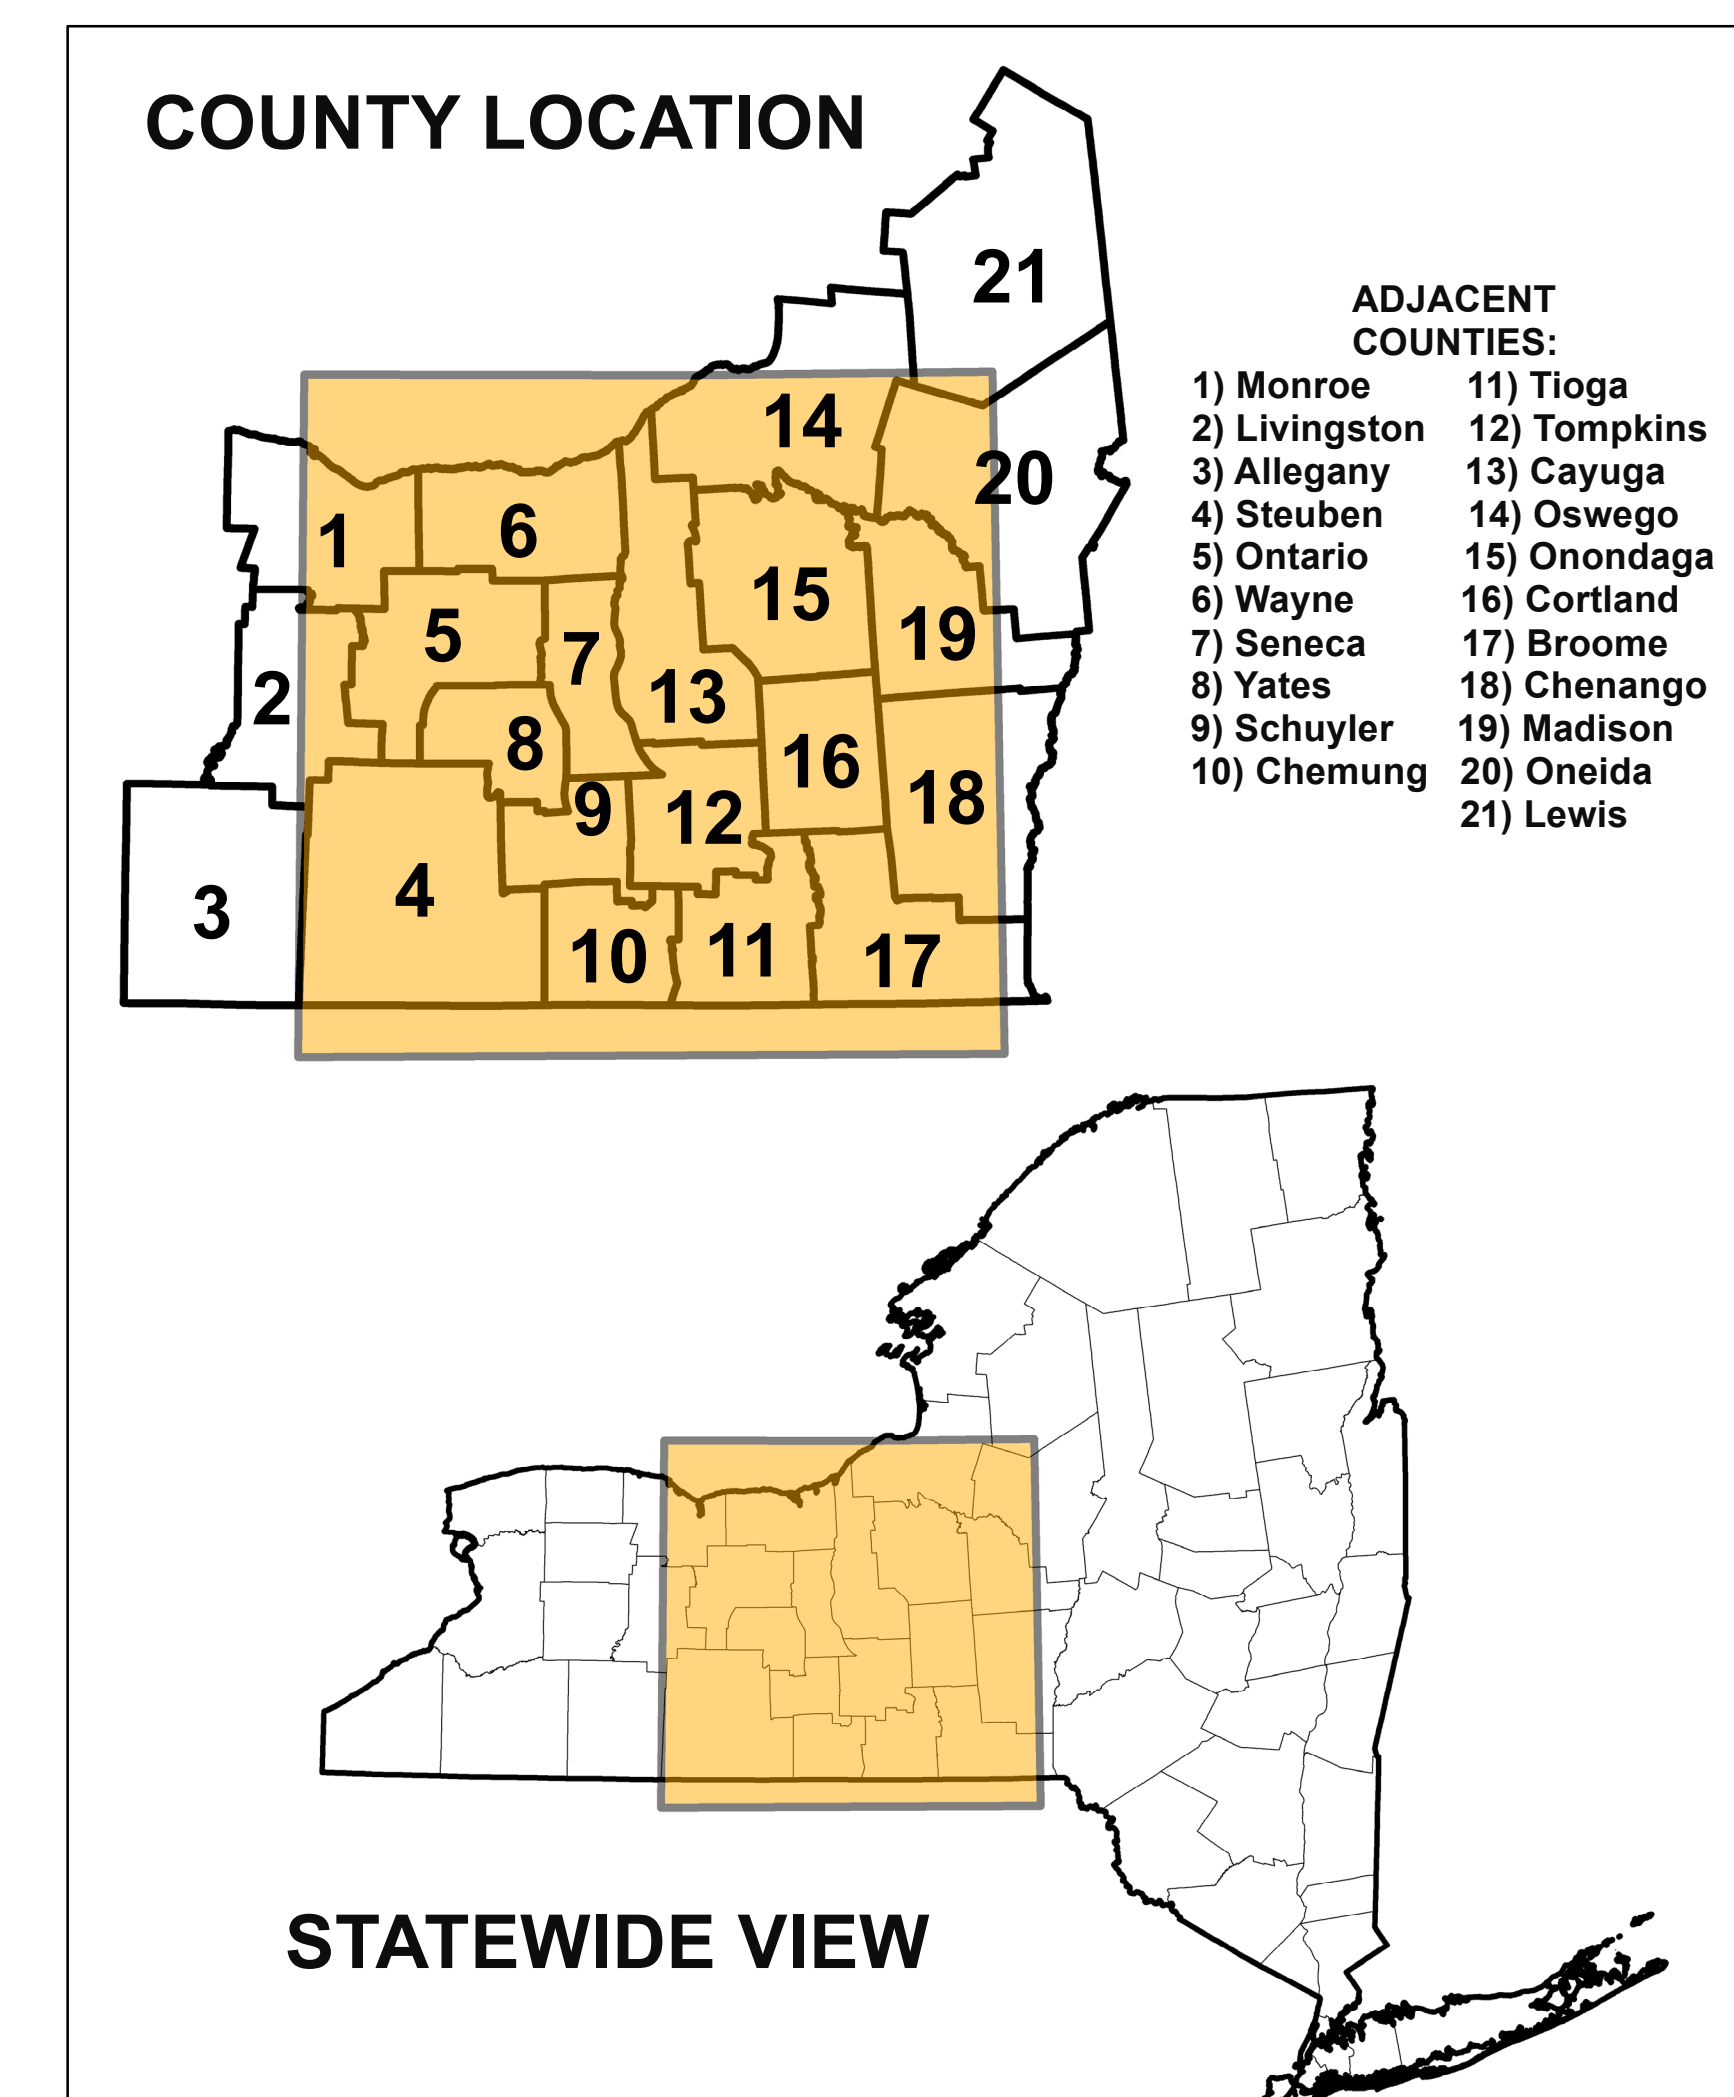 COUNTY LOCATION
21
14
20
1
6
15
5
7
19
2
13
8
16
9
12
18
3
4
10
11
17
ADJACENT
COUNTIES:
1) Monroe 11) Tioga
2) Livingston 12) Tompkins
3) Allegany 13) Cayuga
4) Steuben 14) Oswego
5) Ontario 15) Onondaga
6) Wayne 16) Cortland
7) Seneca 17) Broome
8) Yates 18) Chenango
9) Schuyler 19) Madison
10) Chemung 20) Oneida
21) Lewis
STATEWIDE VIEW